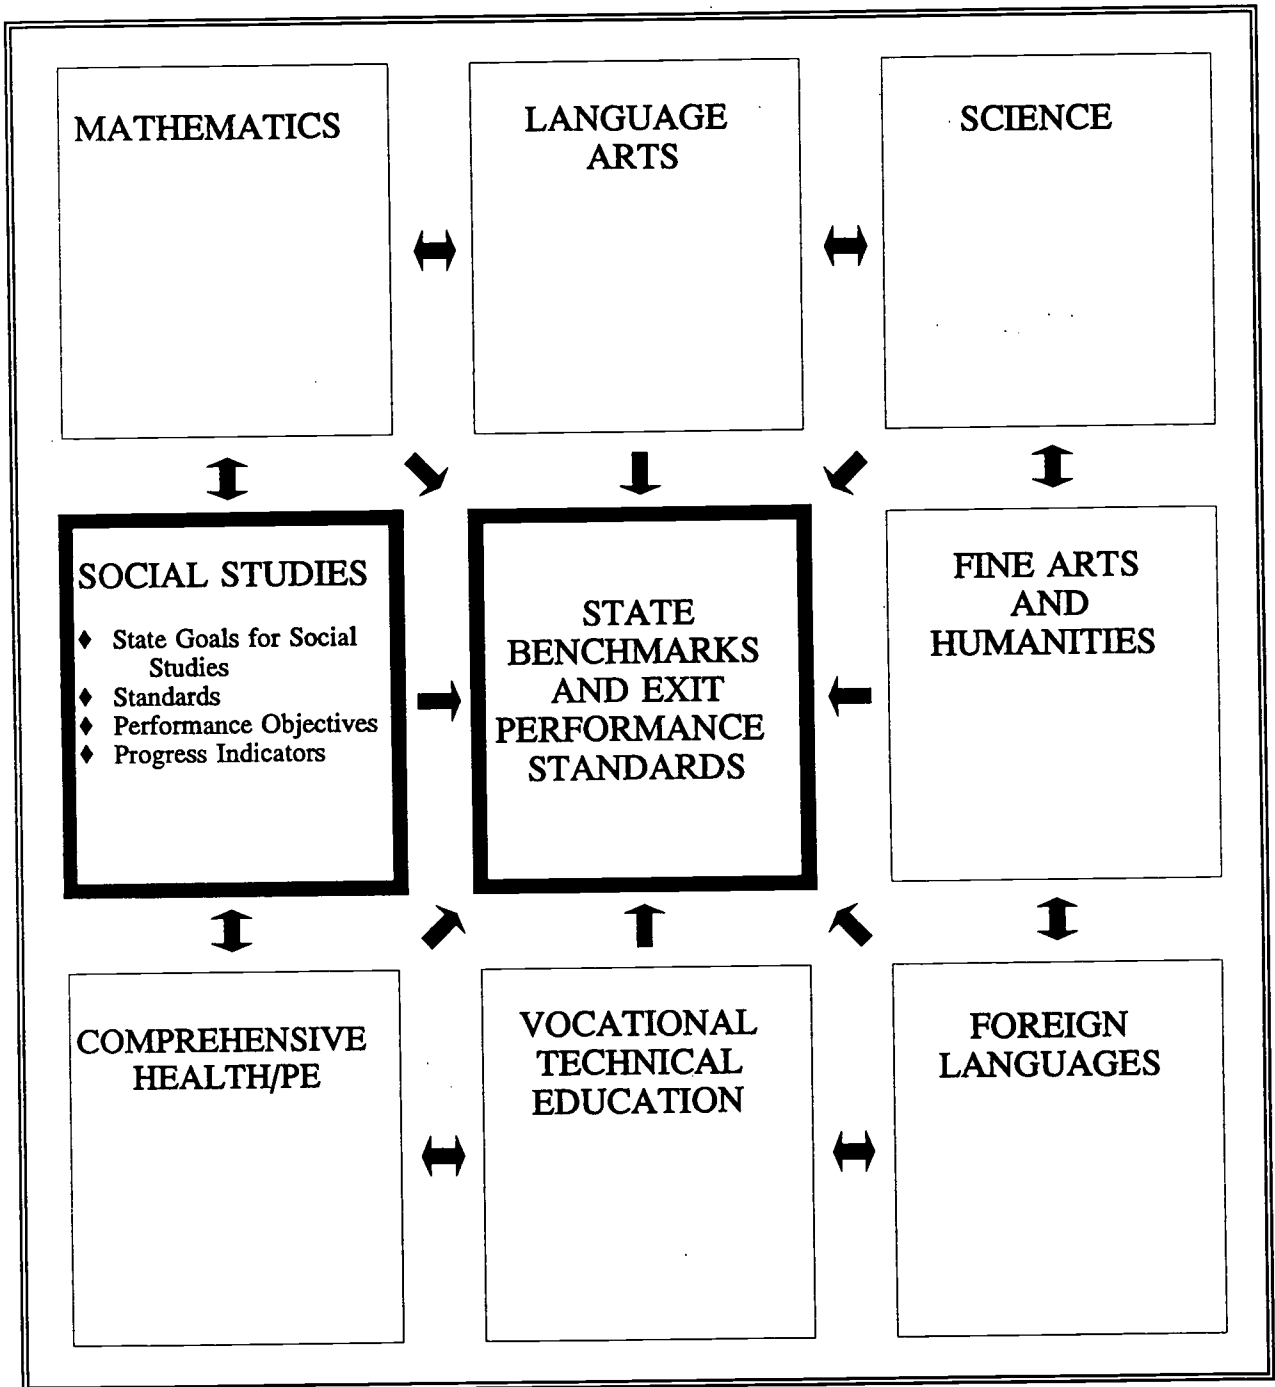 MATHEMATICS
LANGUAGE
ARTS
SCIENCE
SOCIAL STUDIES
♦ State Goals for Social
Studies
♦ Standards
♦ Performance Objectives
♦ Progress Indicators
STATE
BENCHMARKS
AND EXIT
PERFORMANCE
STANDARDS
FINE ARTS
AND
HUMANITIES
COMPREHENSIVE
HEALTH/PE
VOCATIONAL
TECHNICAL
EDUCATION
FOREIGN
LANGUAGES